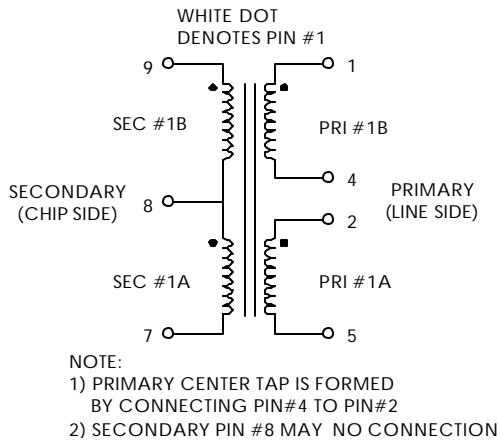 WHITE DOT
DENOTES PIN #1
9
1
SEC #1B
PRI #1B
4
SECONDARY
(CHIP SIDE)
8
PRIMARY
(LINE SIDE)
2
SEC #1A
PRI #1A
7
5
NOTE:
1) PRIMARY CENTER TAP IS FORMED
BY CONNECTING PIN#4 TO PIN#2
2) SECONDARY PIN #8 MAY NO CONNECTION